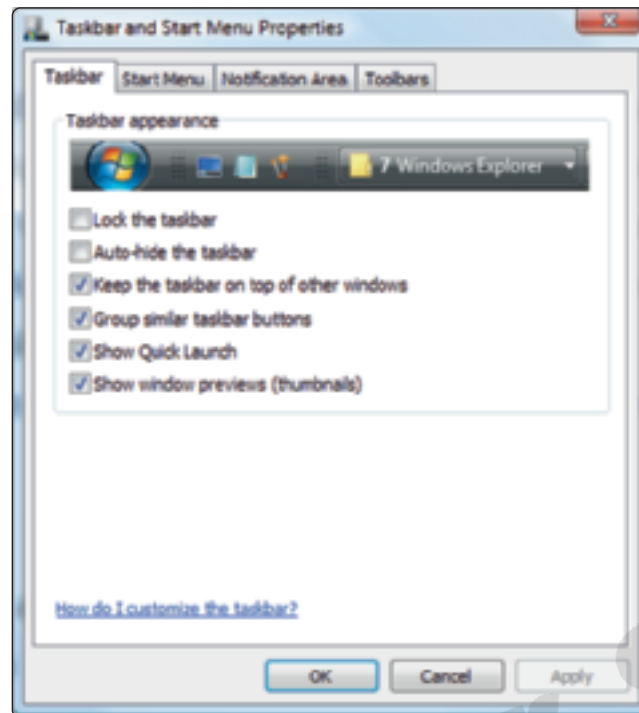 Taskbar and Start Menu Properties
Taskbar Start Menu Notification Area Toolbars
Taskbar appearance
7 Windows Explorer
Lock the taskbar
Auto-hide the taskbar
Keep the taskbar on top of other windows
Group similar taskbar buttons
Show Quick Launch
Show window previews (thumbnails)
How do I customize the taskbar?
OK Cancel Apply